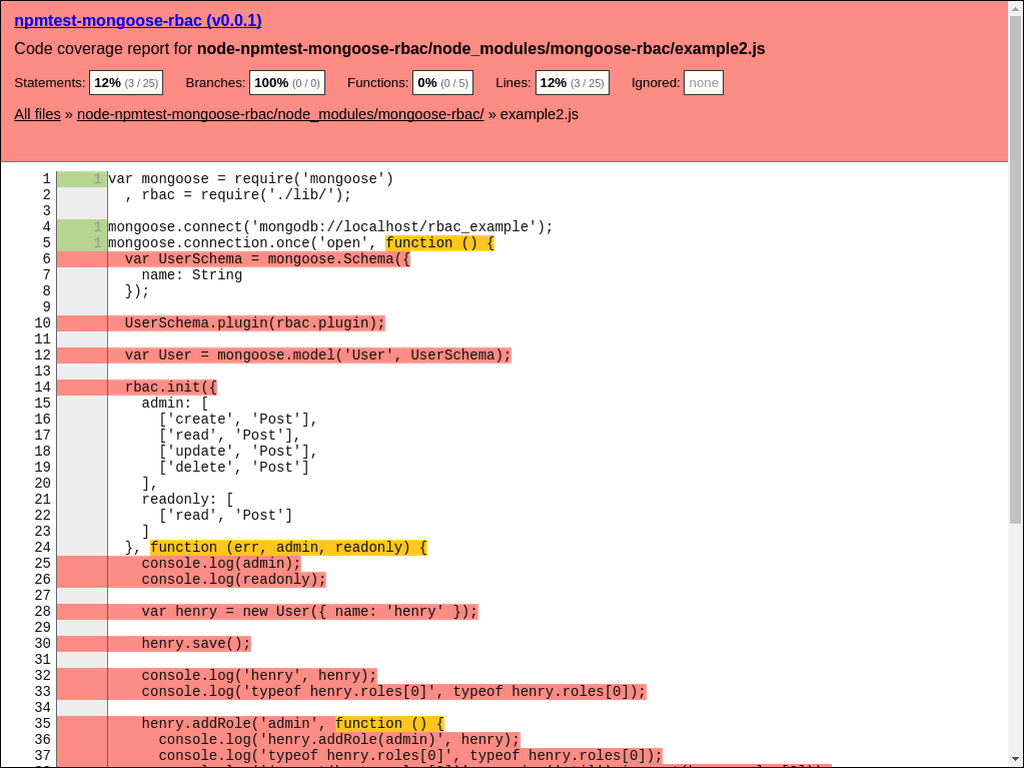 npmtest-mongoose-rbac (v0.0.1)
Code coverage report for node-npmtest-mongoose-rbac/node_modules/mongoose-rbac/example2.js
Statements: 12% (3 / 25) Branches: 100% (0 / 0) Functions: 0% (0 / 5) Lines: 12% (3 / 25) Ignored: none
All files » node-npmtest-mongoose-rbac/node_modules/mongoose-rbac/ » example2.js
1 1 var mongoose = require('mongoose')
2 , rbac = require('./lib/');
3
4 1 mongoose.connect('mongodb://localhost/rbac_example');
5 1 mongoose.connection.once('open', function () {
6 var UserSchema = mongoose.Schema({
7 name: String
8 });
9
10 UserSchema.plugin(rbac.plugin);
11
12 var User = mongoose.model('User', UserSchema);
13
14 rbac.init({
15 admin: [
16 ['create', 'Post'],
17 ['read', 'Post'],
18 ['update', 'Post'],
19 ['delete', 'Post']
20 ],
21 readonly: [
22 ['read', 'Post']
23 ]
24 }, function (err, admin, readonly) {
25 console.log(admin);
26 console.log(readonly);
27
28 var henry = new User({ name: 'henry' });
29
30 henry.save();
31
32 console.log('henry', henry);
33 console.log('typeof henry.roles[0]', typeof henry.roles[0]);
34
35 henry.addRole('admin', function () {
36 console.log('henry.addRole(admin)', henry);
37 console.log('typeof henry.roles[0]', typeof henry.roles[0]);